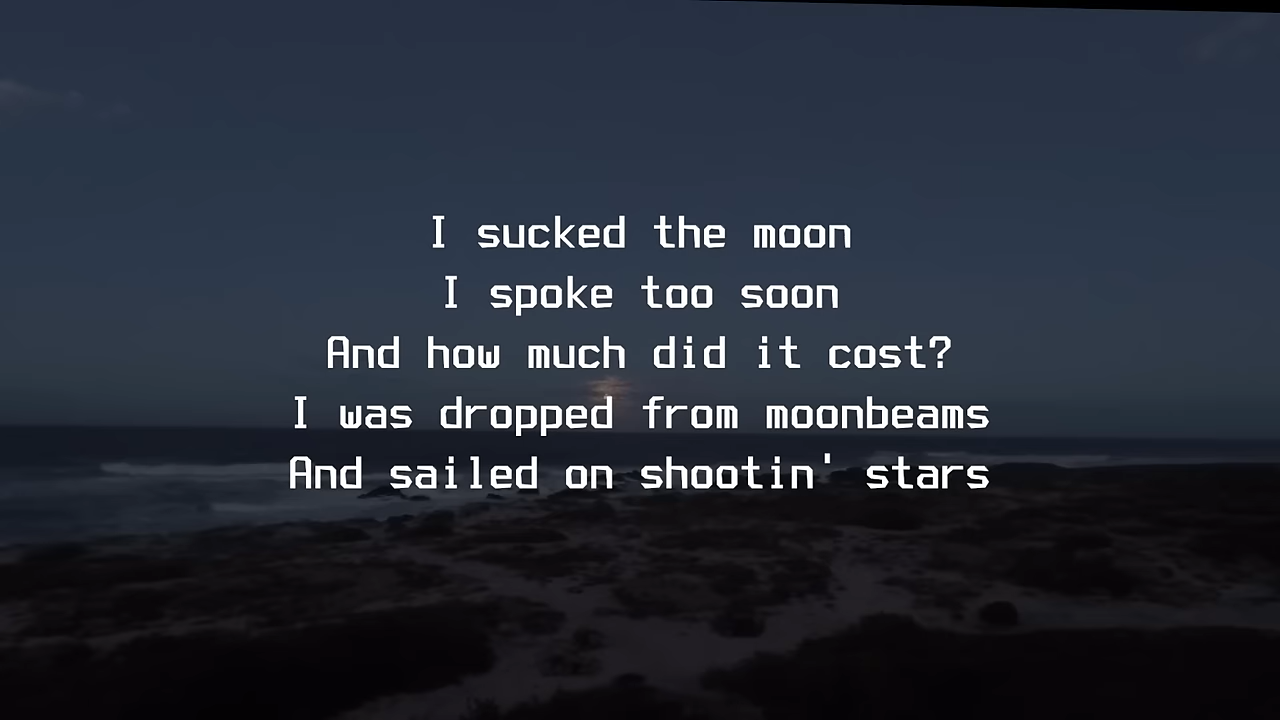 I sucked the moon
I spoke too soon
And how much did it cost?
I was dropped from moonbeams
And sailed on shootin' stars